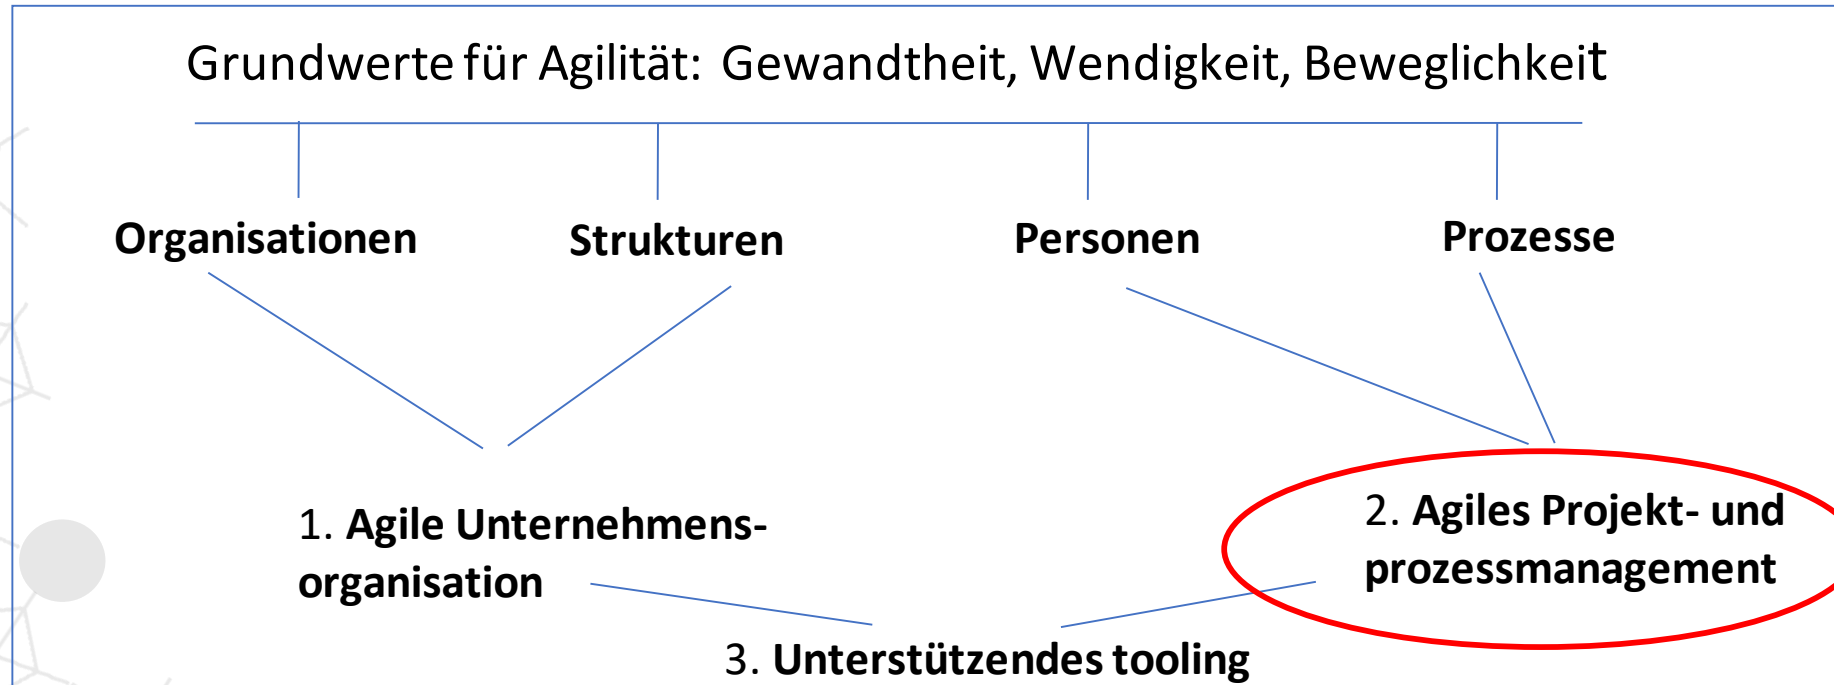 Grundwerte für Agilität: Gewandtheit, Wendigkeit, Beweglichkeit
Organisationen
Strukturen
Personen
Prozesse
1. Agile Unternehmens-
organisation
2. Agiles Projekt- und
prozessmanagement
3. Unterstützendes tooling